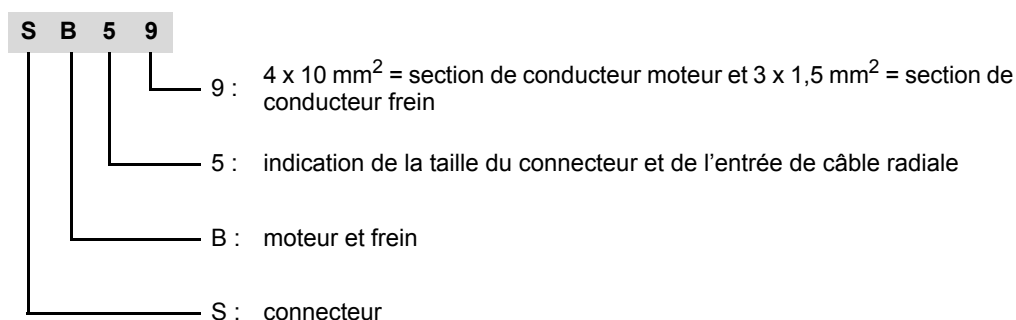 S B 5 9
9 : 4 x 10 mm² = section de conducteur moteur et 3 x 1,5 mm² = section de
conducteur frein
5 : indication de la taille du connecteur et de l'entrée de câble radiale
B : moteur et frein
S : connecteur